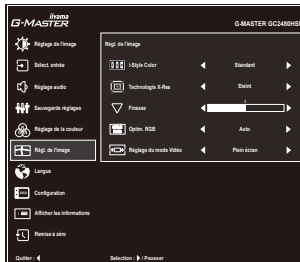 iiyama
G-MASTER
G-MASTER GC2480HSU
Réglage de l'image
Sélect. entrée
Réglage audio
Sauvegarde réglages
Réglage de la couleur
Régl. de l'image
Langue
Configuration
Afficher les informations
Remise à zéro
Régl. de l'image
i-Style Color Standard
Technologie X-Res Eteint
Finesse 3
Optim. RGB Auto
Réglage du mode Vidéo Plein écran
Quitter : ◀
Sélection : ▶ / Pousser